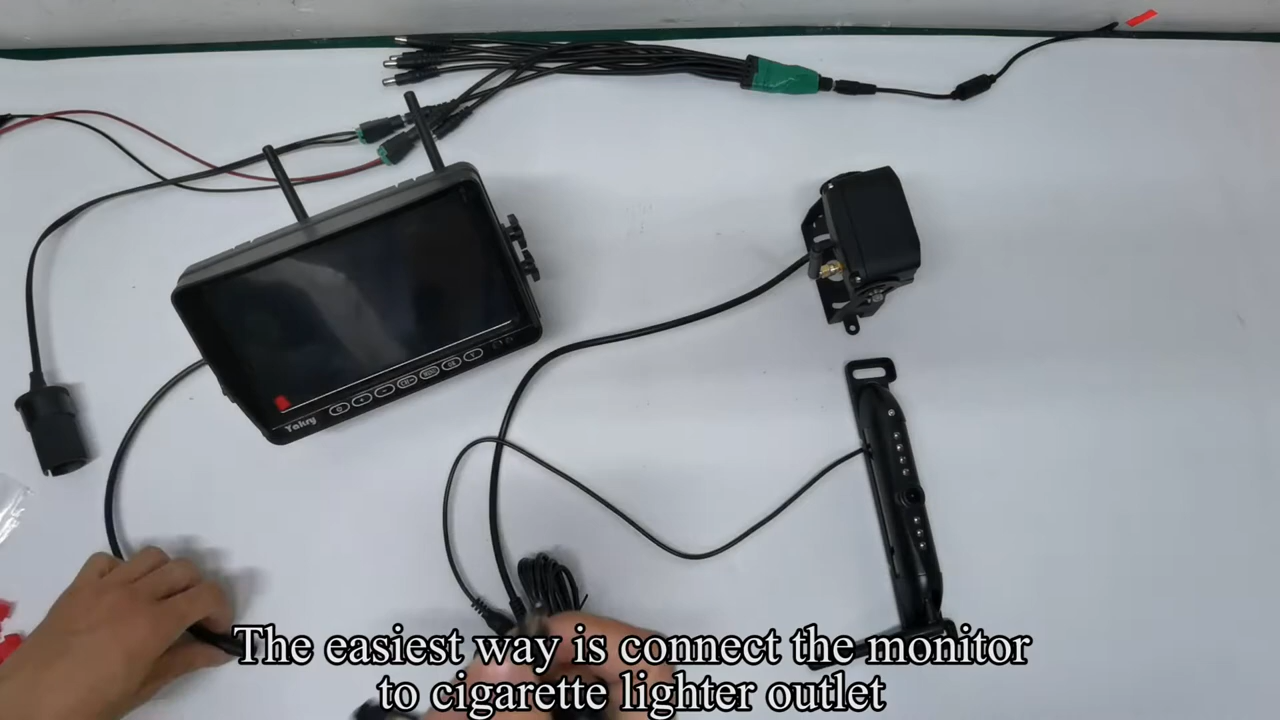 Yakry
The easiest way is connect the monitor
to cigarette lighter outlet